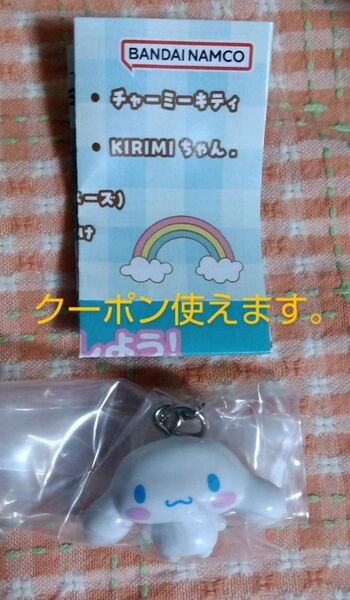 BANDAI NAMCO
• チャーミーキティ
• KIRIMIちゃん.
ーズ)
け
クーポン使えます。
しよう!